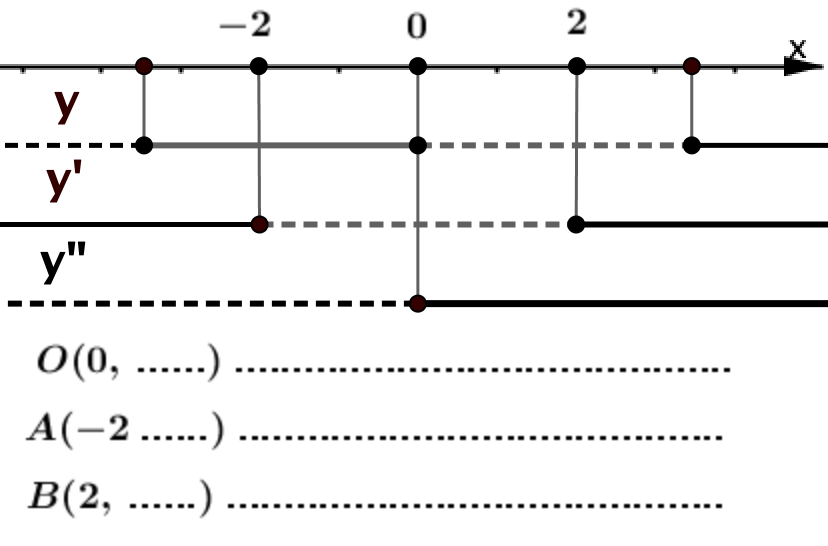 −2 0 2
x
y
y'
y"
O(0, ......) ..........................................
A(−2 ......) .........................................
B(2, ......) ..........................................